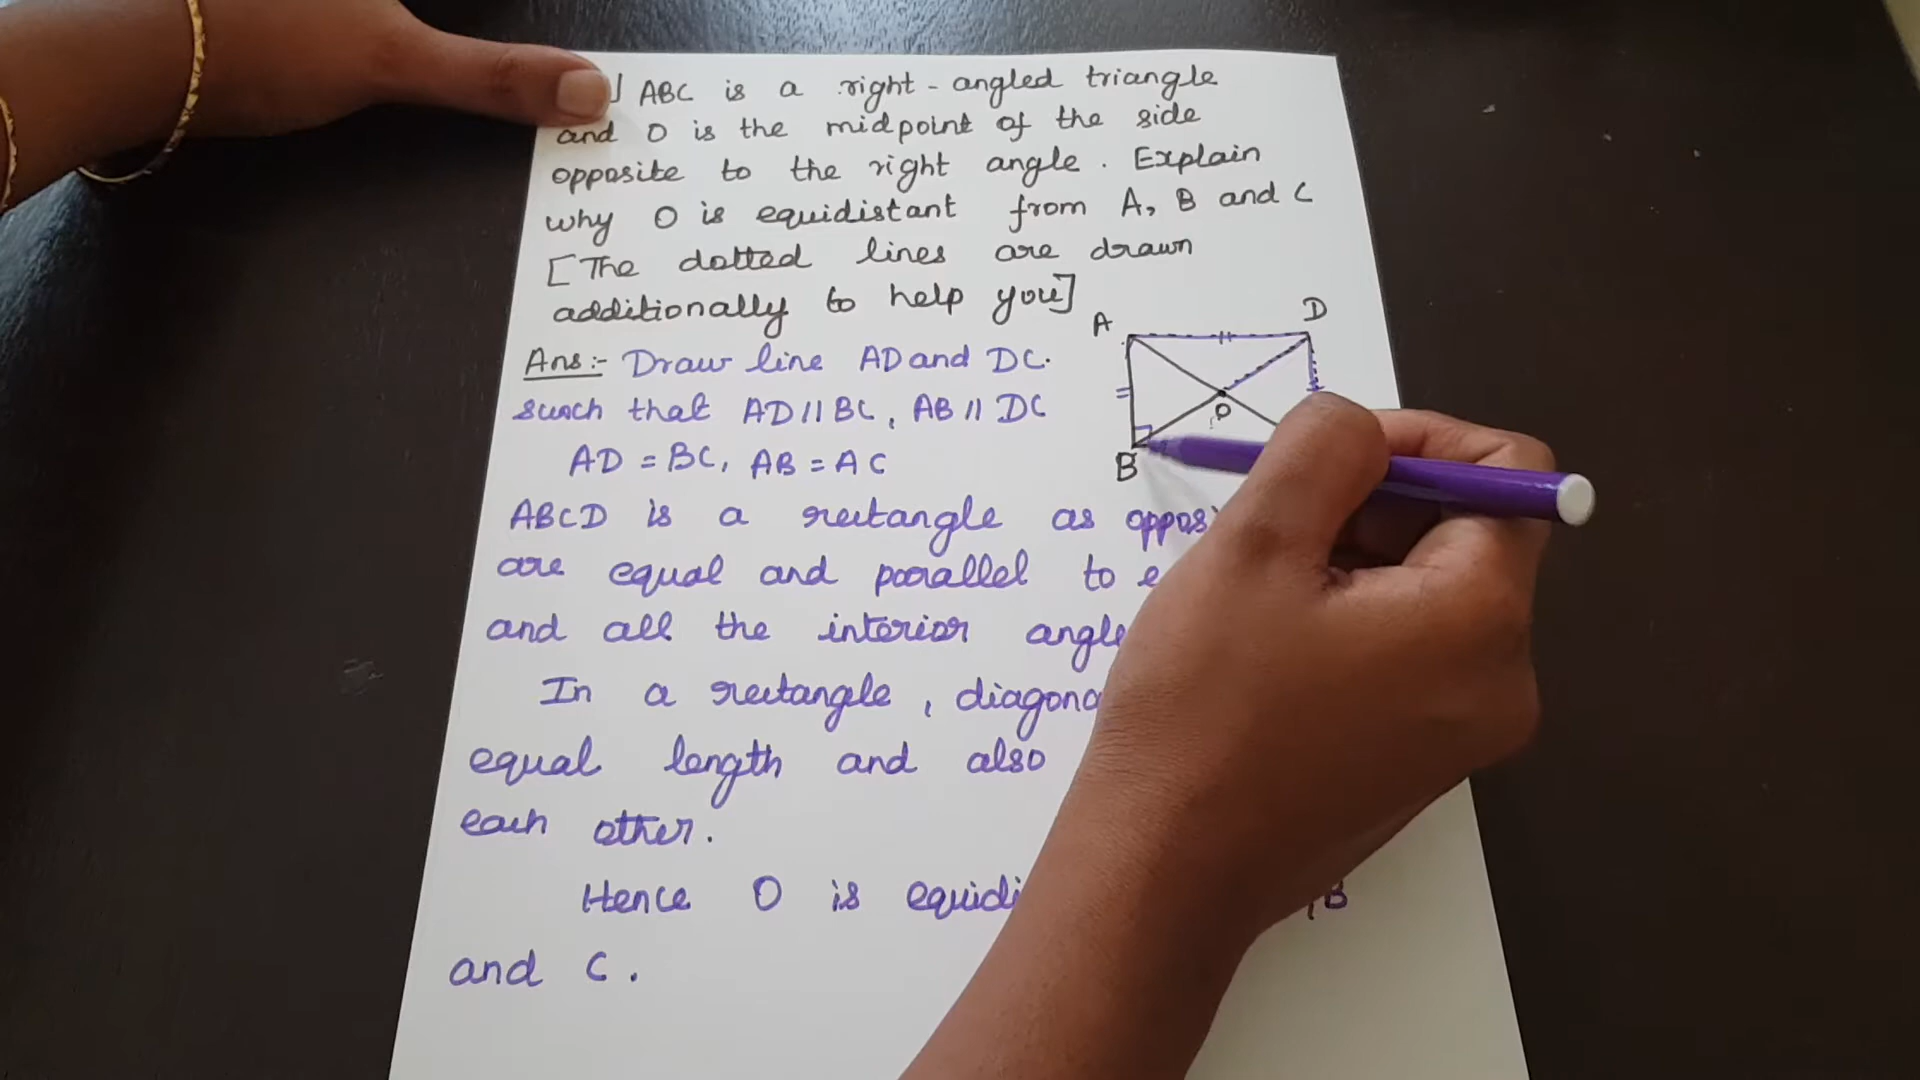 ABC is a right-angled triangle
and O is the midpoint of the side
opposite to the right angle. Explain
why O is equidistant from A, B and C
[The dotted lines are drawn
additionally to help you]
A
D
Ans:- Draw line AD and DC.
such that AD//BC, AB//DC
O
AD = BC, AB = AC
B
ABCD is a rectangle as
are equal and parallel to
and all the interior
In a rectangle,
equal length and also
each other.
Hence O is B
and C.